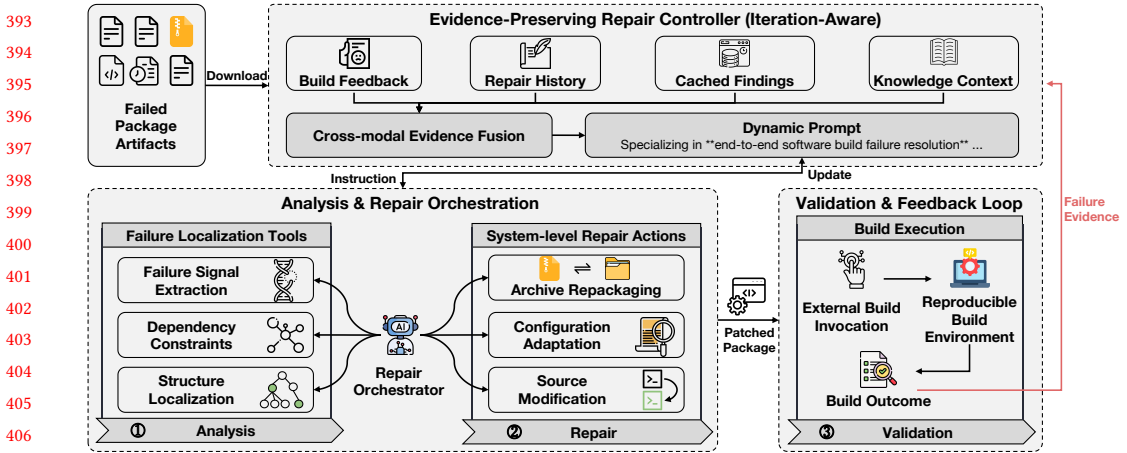 393
394
395
396
397
398
399
400
401
402
403
404
405
406
Failed
Package
Artifacts
Download
Evidence-Preserving Repair Controller (Iteration-Aware)
Build Feedback
Repair History
Cached Findings
Knowledge Context
Cross-modal Evidence Fusion
Dynamic Prompt
Specializing in **end-to-end software build failure resolution** ...
Instruction
Update
Analysis & Repair Orchestration
Failure Localization Tools
Failure Signal
Extraction
Dependency
Constraints
Structure
Localization
① Analysis
AI
Repair
Orchestrator
System-level Repair Actions
Archive Repackaging
Configuration
Adaptation
Source
Modification
② Repair
Patched
Package
Validation & Feedback Loop
Build Execution
External Build
Invocation
Reproducible
Build
Environment
Build Outcome
③ Validation
Failure
Evidence